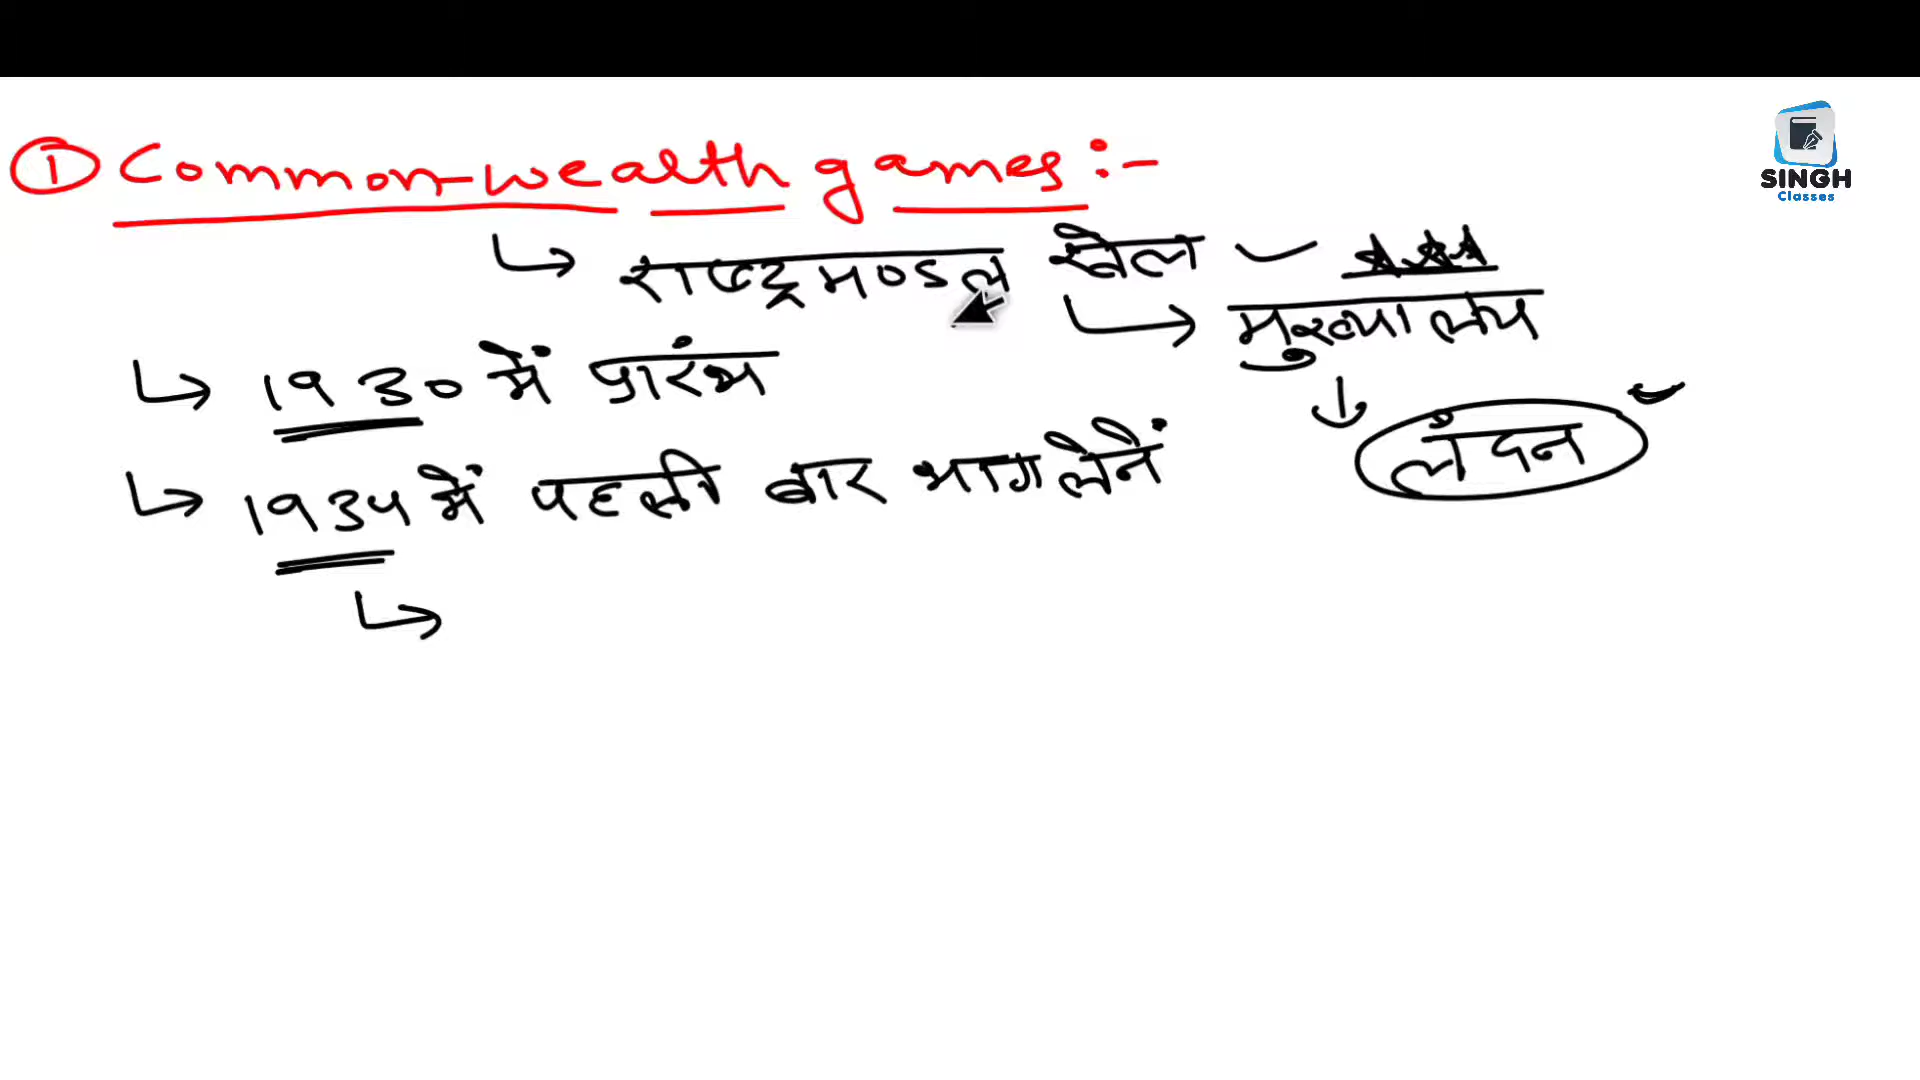 ① Common-wealth games :-
SINGH
Classes
राष्ट्रमण्डल खेल
मुख्यालय
1930 में प्रारंभ
लंदन
1934 में पहली बार भाग लेनें